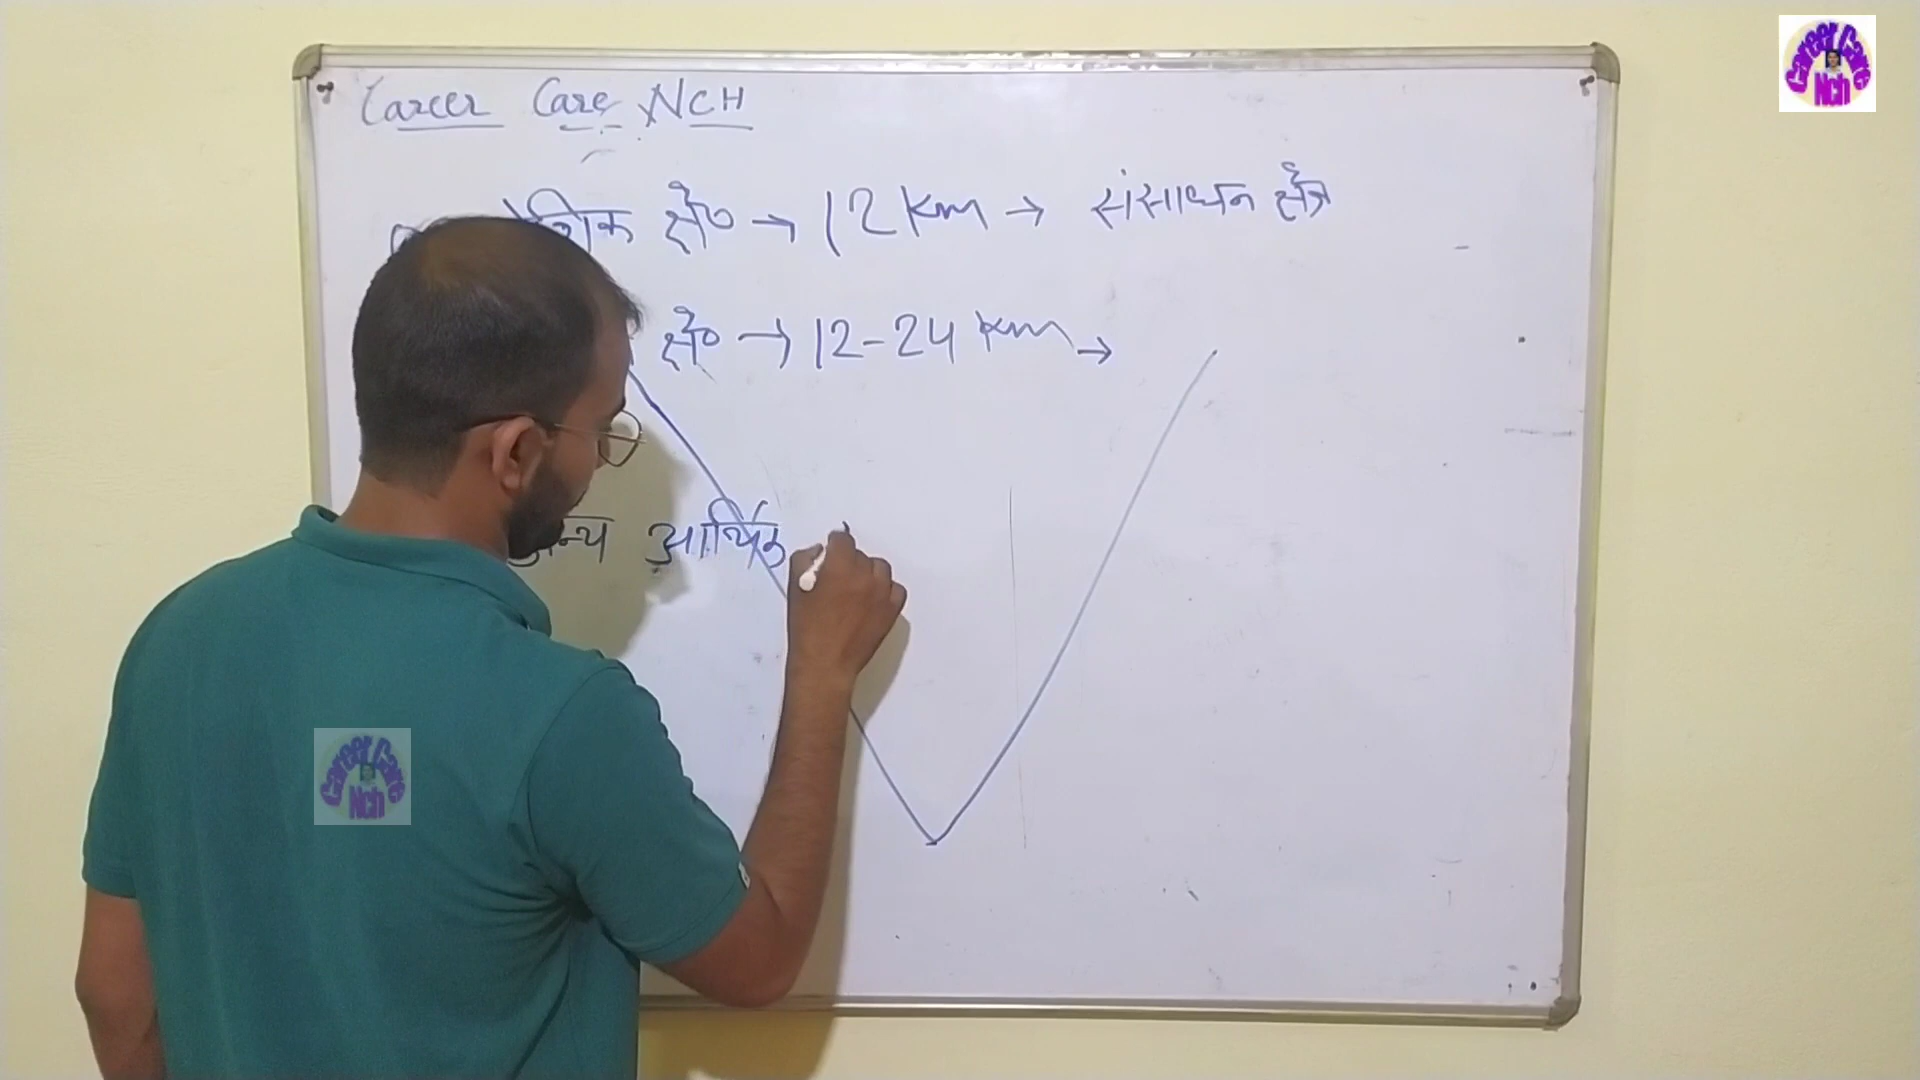 Career Care NCH
क्षे० → 12 km → संसाधन क्षेत्र
क्षे० → 12-24 km →
अन्य आर्थिक
Career Care Nch
Career Care Nch